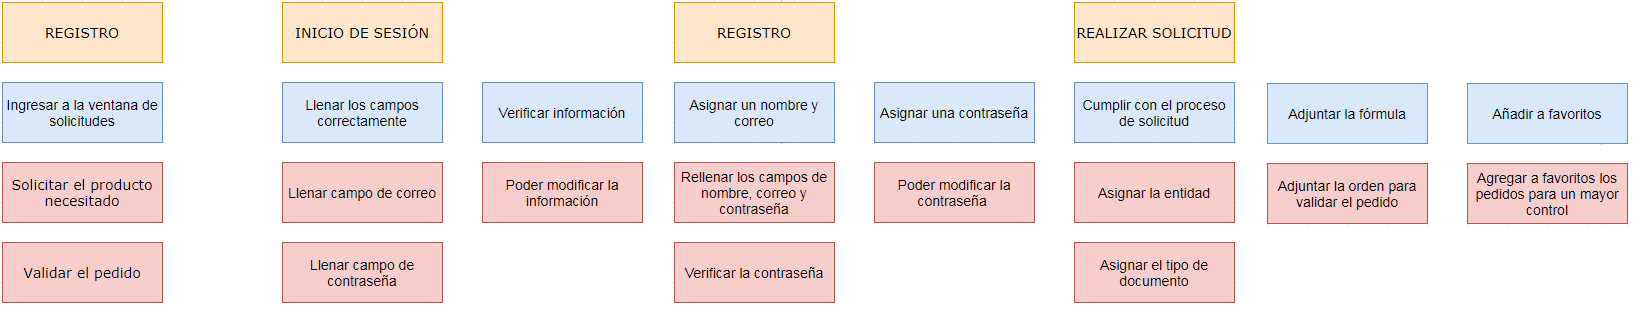 REGISTRO
INICIO DE SESIÓN
REGISTRO
REALIZAR SOLICITUD
Ingresar a la ventana de
solicitudes
Llenar los campos
correctamente
Verificar información
Asignar un nombre y
correo
Asignar una contraseña
Cumplir con el proceso
de solicitud
Adjuntar la fórmula
Añadir a favoritos
Solicitar el producto
necesitado
Llenar campo de correo
Poder modificar la
información
Rellenar los campos de
nombre, correo y
contraseña
Poder modificar la
contraseña
Asignar la entidad
Adjuntar la orden para
validar el pedido
Agregar a favoritos los
pedidos para un mayor
control
Validar el pedido
Llenar campo de
contraseña
Verificar la contraseña
Asignar el tipo de
documento